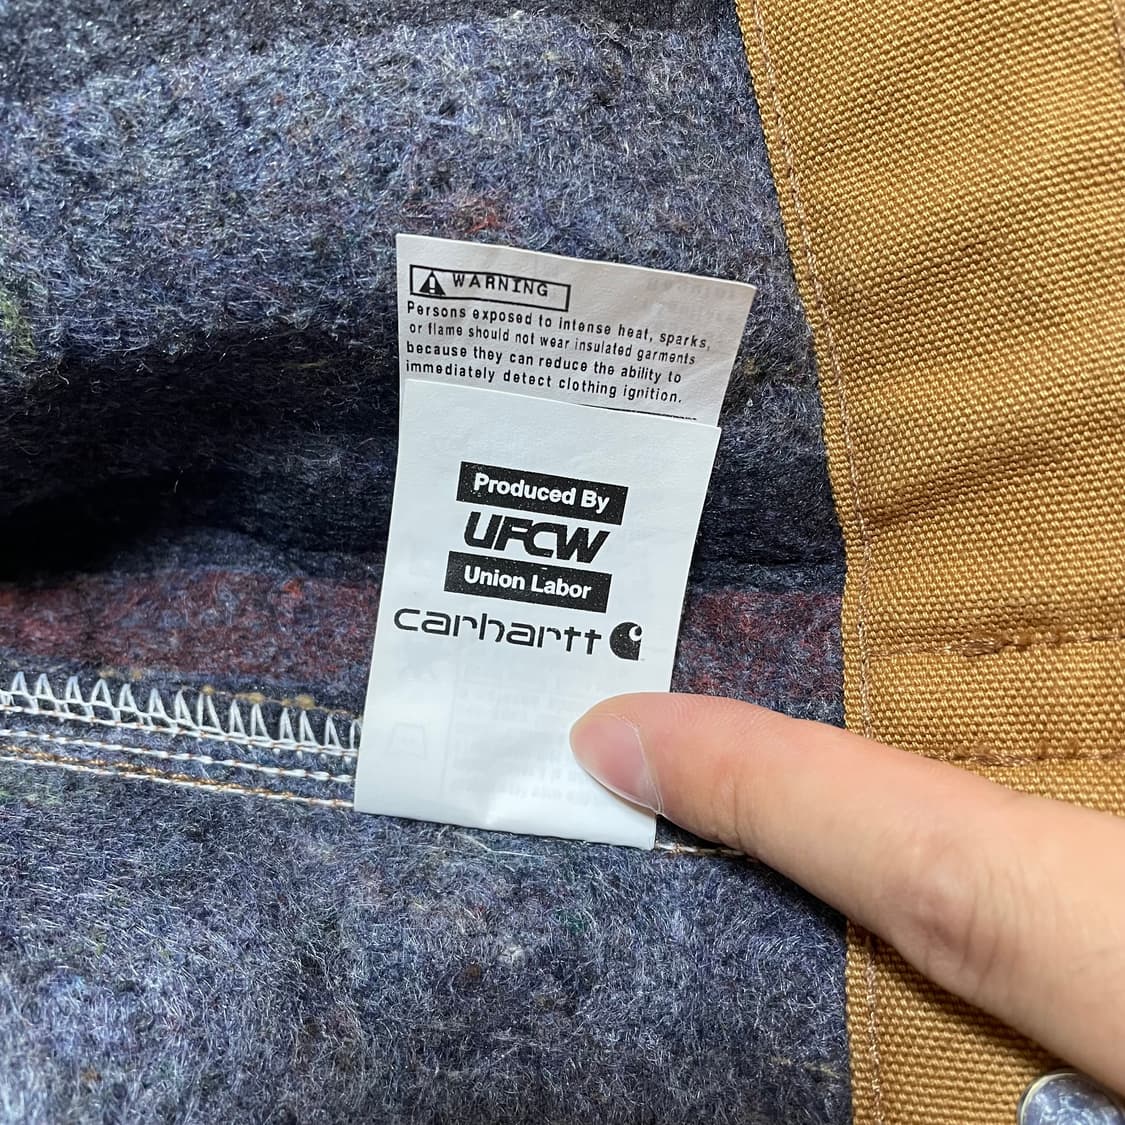 WARNING
Persons exposed to intense heat, sparks,
or flame should not wear insulated garments
because they can reduce the ability to
immediately detect clothing ignition.
Produced By
UFCW
Union Labor
carhartt